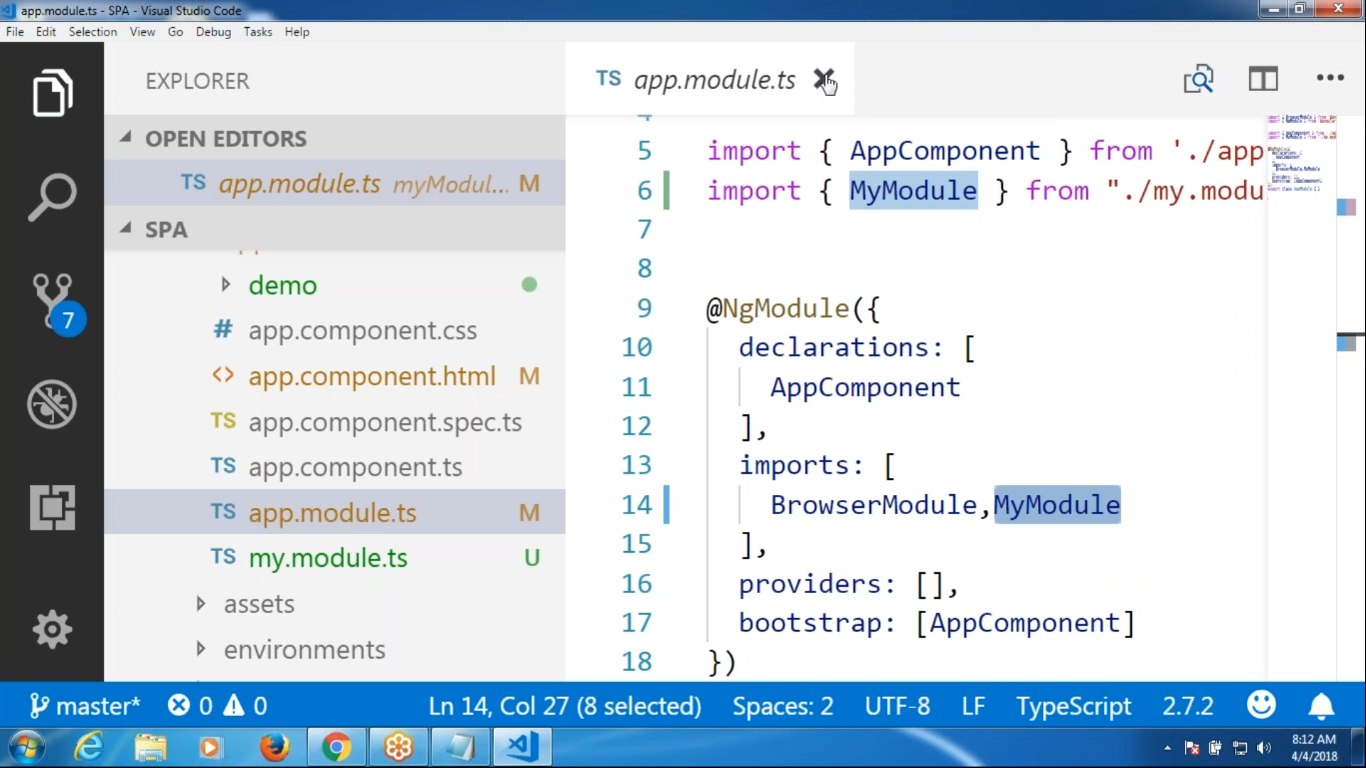 app.module.ts - SPA - Visual Studio Code
File Edit Selection View Go Debug Tasks Help
EXPLORER
TS app.module.ts
OPEN EDITORS
TS app.module.ts myModul... M
SPA
demo
# app.component.css
<> app.component.html M
TS app.component.spec.ts
TS app.component.ts
TS app.module.ts M
TS my.module.ts U
assets
environments
7
5 import { AppComponent } from './app
6 import { MyModule } from "./my.modu
7
8
9 @NgModule({
10 declarations: [
11 AppComponent
12 ],
13 imports: [
14 BrowserModule,MyModule
15 ],
16 providers: [],
17 bootstrap: [AppComponent]
18 })
master* 0 0 Ln 14, Col 27 (8 selected) Spaces: 2 UTF-8 LF TypeScript 2.7.2
8:12 AM
4/4/2018